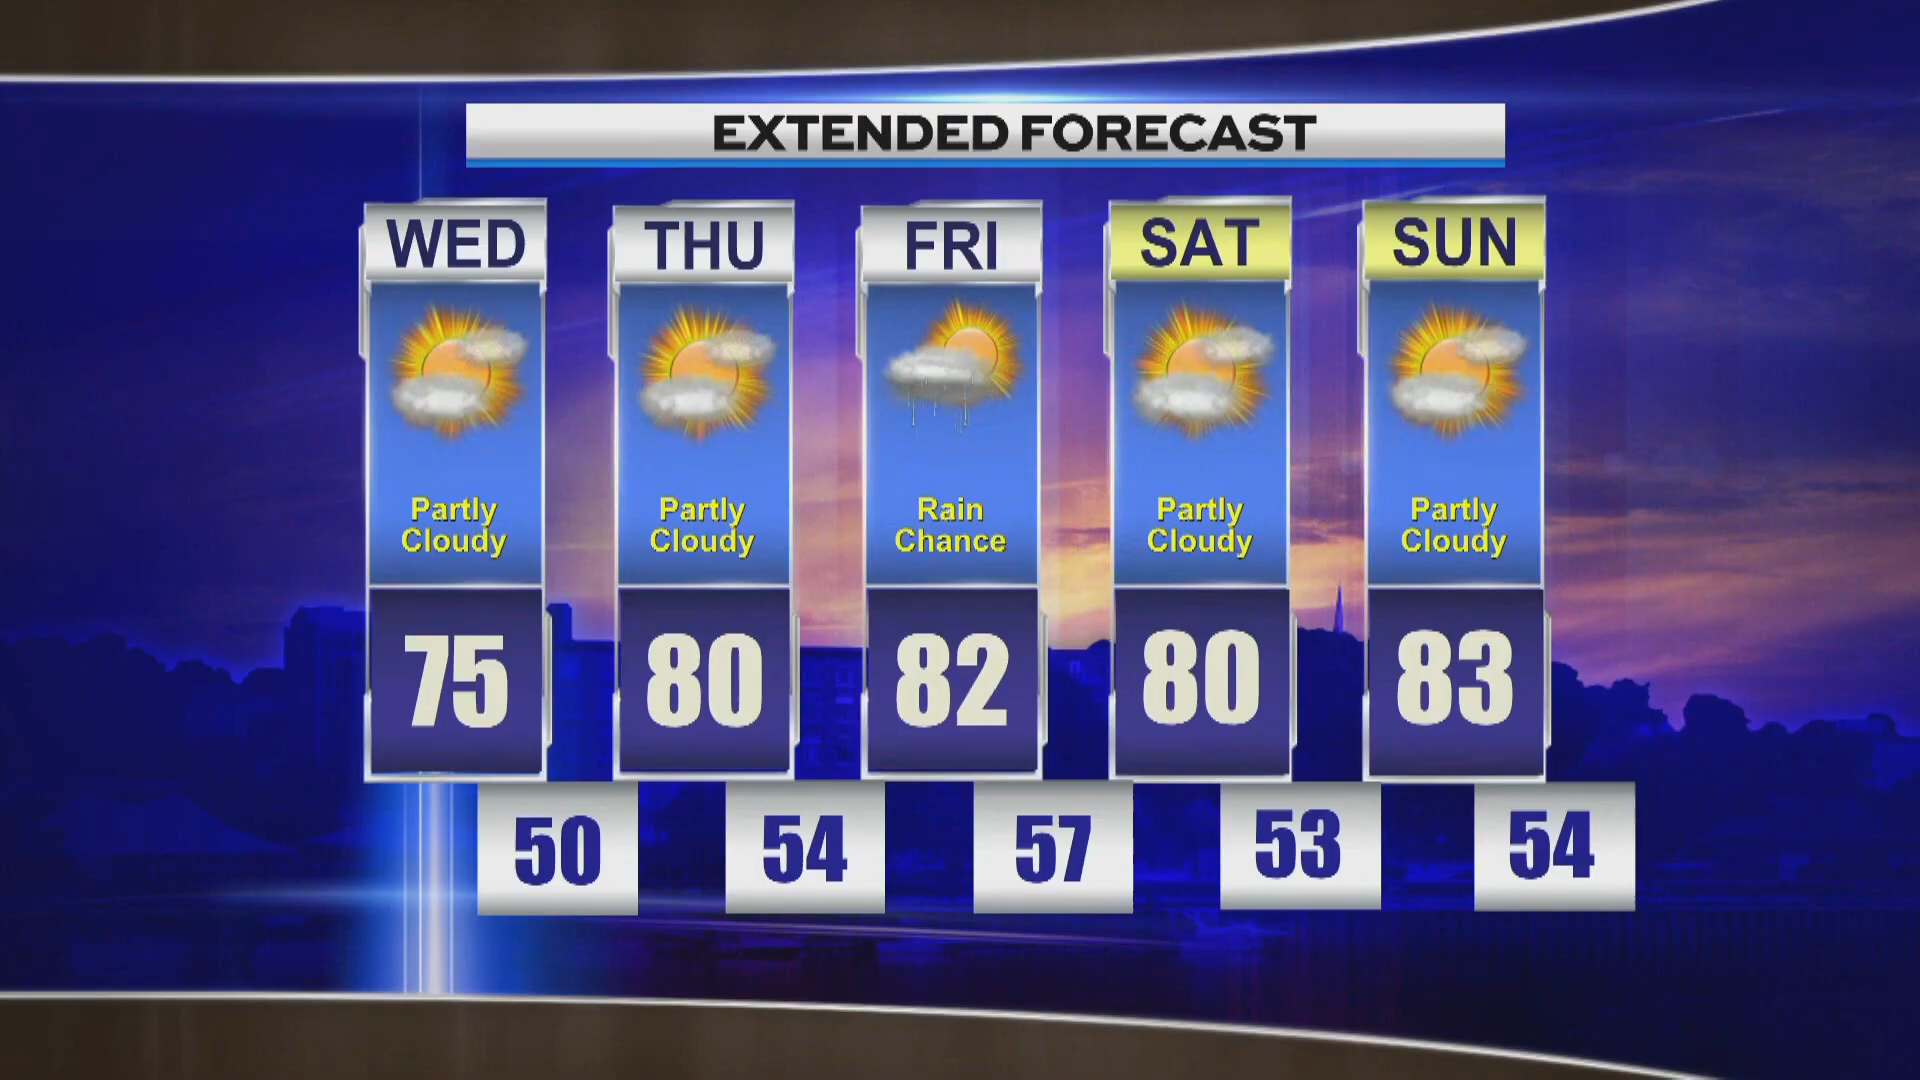 EXTENDED FORECAST
WED THU FRI SAT SUN
Partly Cloudy
Partly Cloudy
Rain Chance
Partly Cloudy
Partly Cloudy
75 80 82 80 83
50 54 57 53 54